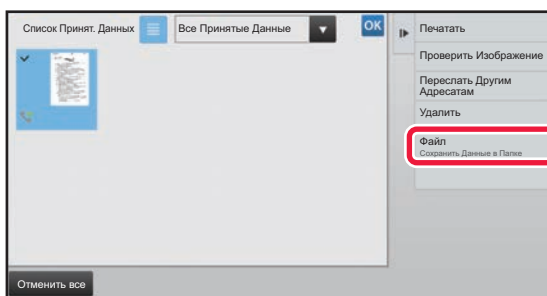 Список Принят. Данных
Все Принятые Данные
OK
Печатать
Проверить Изображение
Переслать Другим
Адресатам
Удалить
Файл
Сохранить Данные в Папке
Отменить все